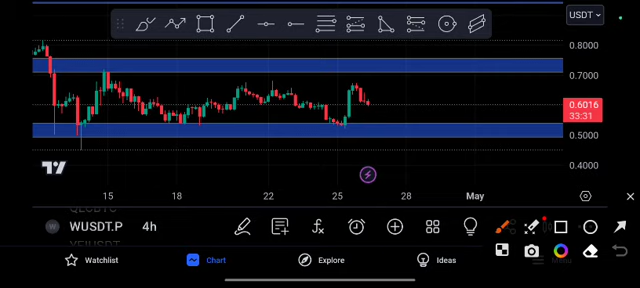 USDT
0.8000
0.7000
0.6016
33:31
0.5000
0.4000
15 18 22 25 28 May
WUSDT.P 4h
Watchlist Chart Explore Ideas